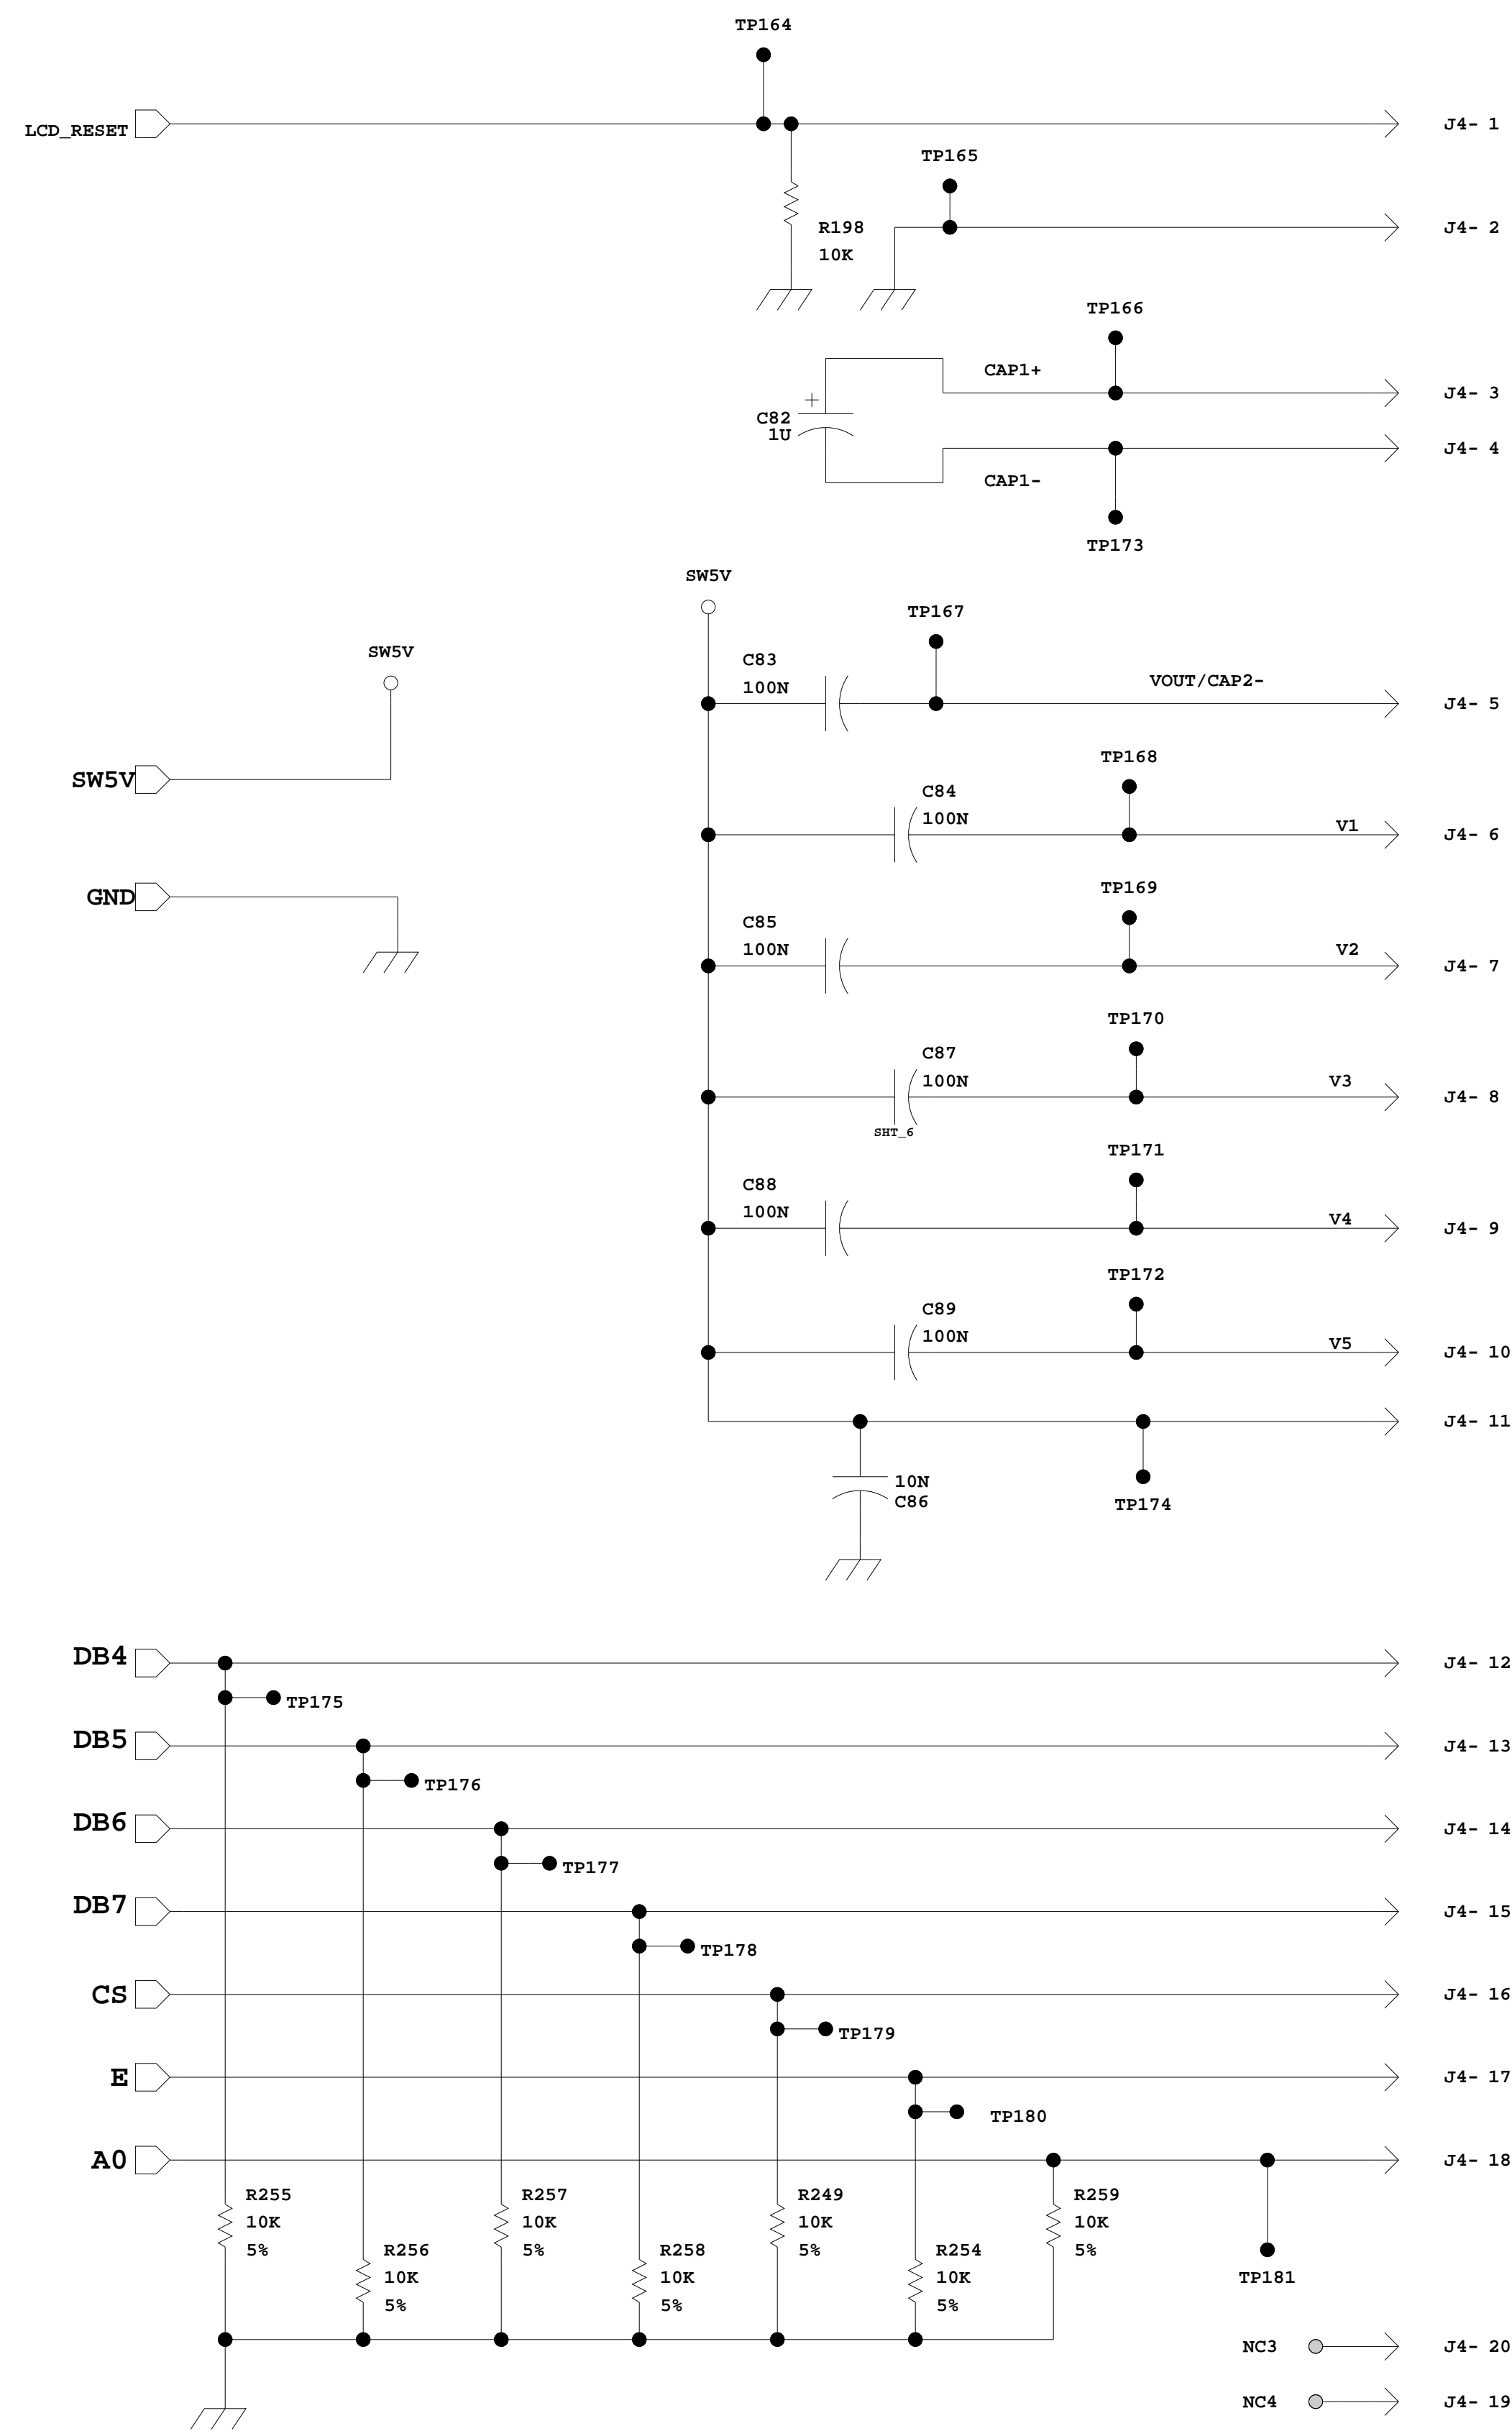 TP164
LCD_RESET
J4- 1
TP165
R198
10K
J4- 2
TP166
CAP1+
J4- 3
C82
1U
J4- 4
CAP1-
TP173
SW5V
TP167
SW5V
C83
100N
VOUT/CAP2-
J4- 5
SW5V
TP168
C84
100N
V1
J4- 6
GND
TP169
C85
100N
V2
J4- 7
TP170
C87
100N
V3
J4- 8
SHT_6
TP171
C88
100N
V4
J4- 9
TP172
C89
100N
V5
J4- 10
J4- 11
10N
C86
TP174
DB4
J4- 12
TP175
DB5
J4- 13
TP176
DB6
J4- 14
TP177
DB7
J4- 15
TP178
CS
J4- 16
TP179
E
J4- 17
TP180
A0
J4- 18
R255
10K
5%
R257
10K
5%
R249
10K
5%
R259
10K
5%
R256
10K
5%
R258
10K
5%
R254
10K
5%
TP181
NC3
J4- 20
NC4
J4- 19